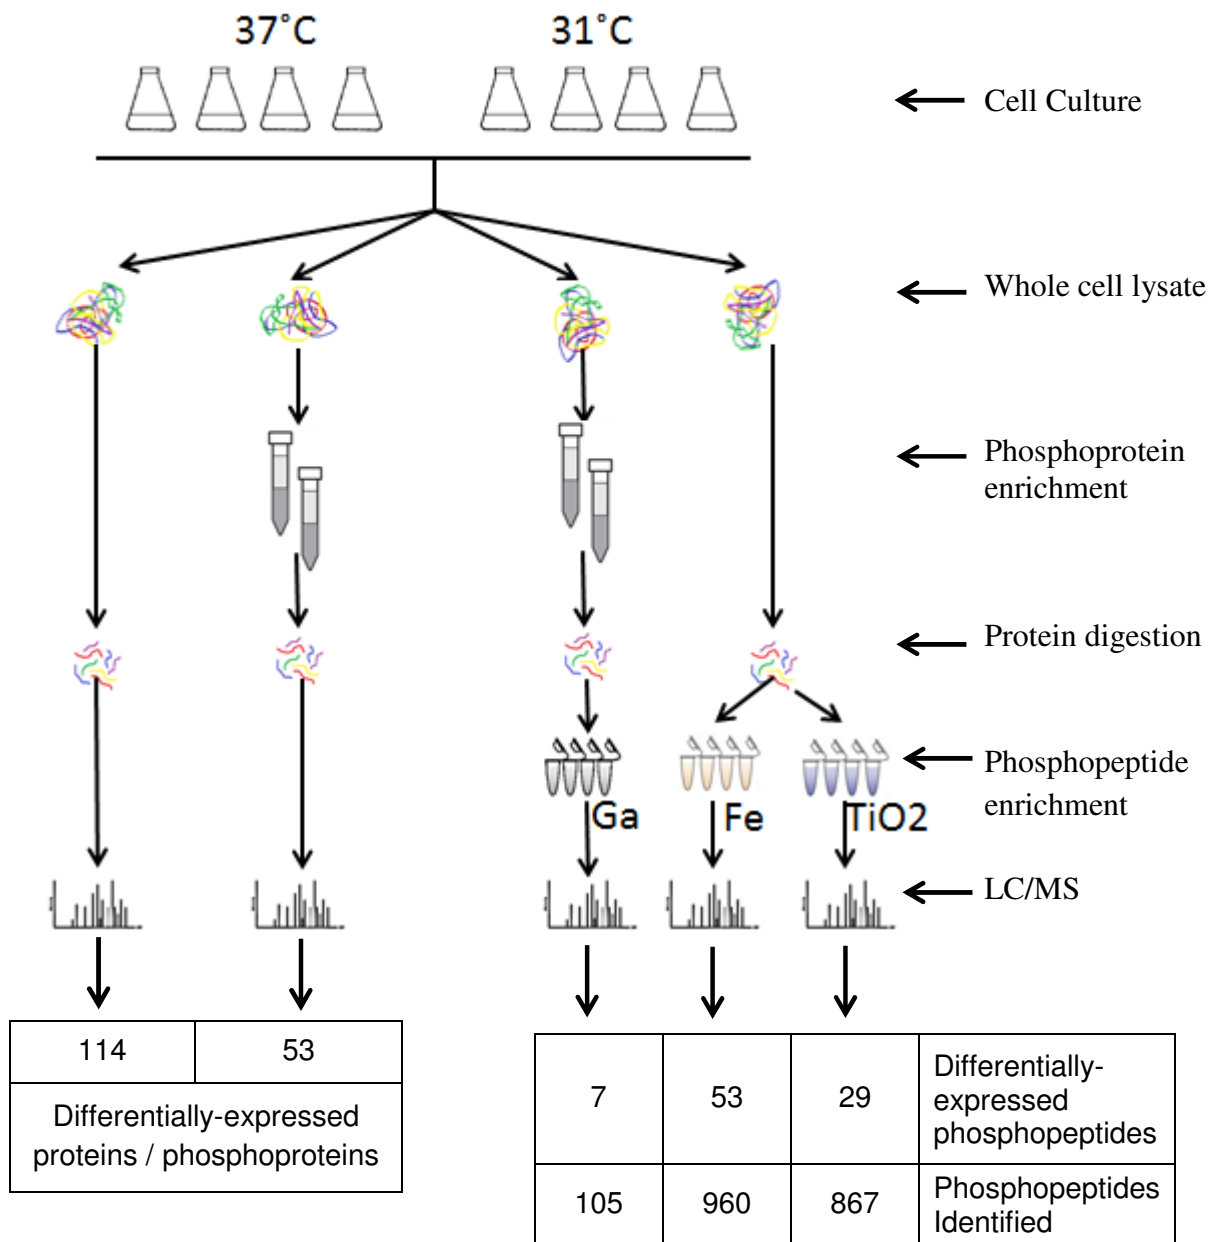 37˚C
31˚C
Cell Culture
Whole cell lysate
Phosphoprotein
enrichment
Protein digestion
Phosphopeptide
enrichment
Ga
Fe
TiO2
LC/MS
114
53
Differentially-expressed
proteins / phosphoproteins
7
53
29
Differentially-
expressed
phosphopeptides
105
960
867
Phosphopeptides
Identified